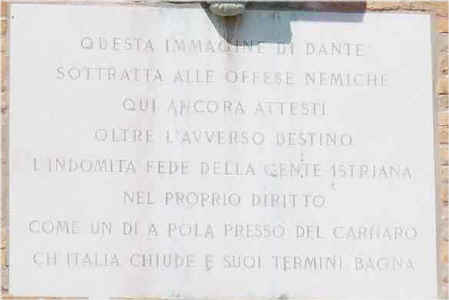 QUESTA IMMAGINE DI DANTE
SOTTRATTA ALLE OFFESE NEMICHE
QUI ANCORA ATTESTI
OLTRE L'AVVERSO DESTINO
L'INDOMITA FEDE DELLA GENTE ISTRIANA
NEL PROPRIO DIRITTO
COME UN DI A POLA PRESSO DEL CARNARO
CH'ITALIA CHIUDE E SUOI TERMINI BAGNA